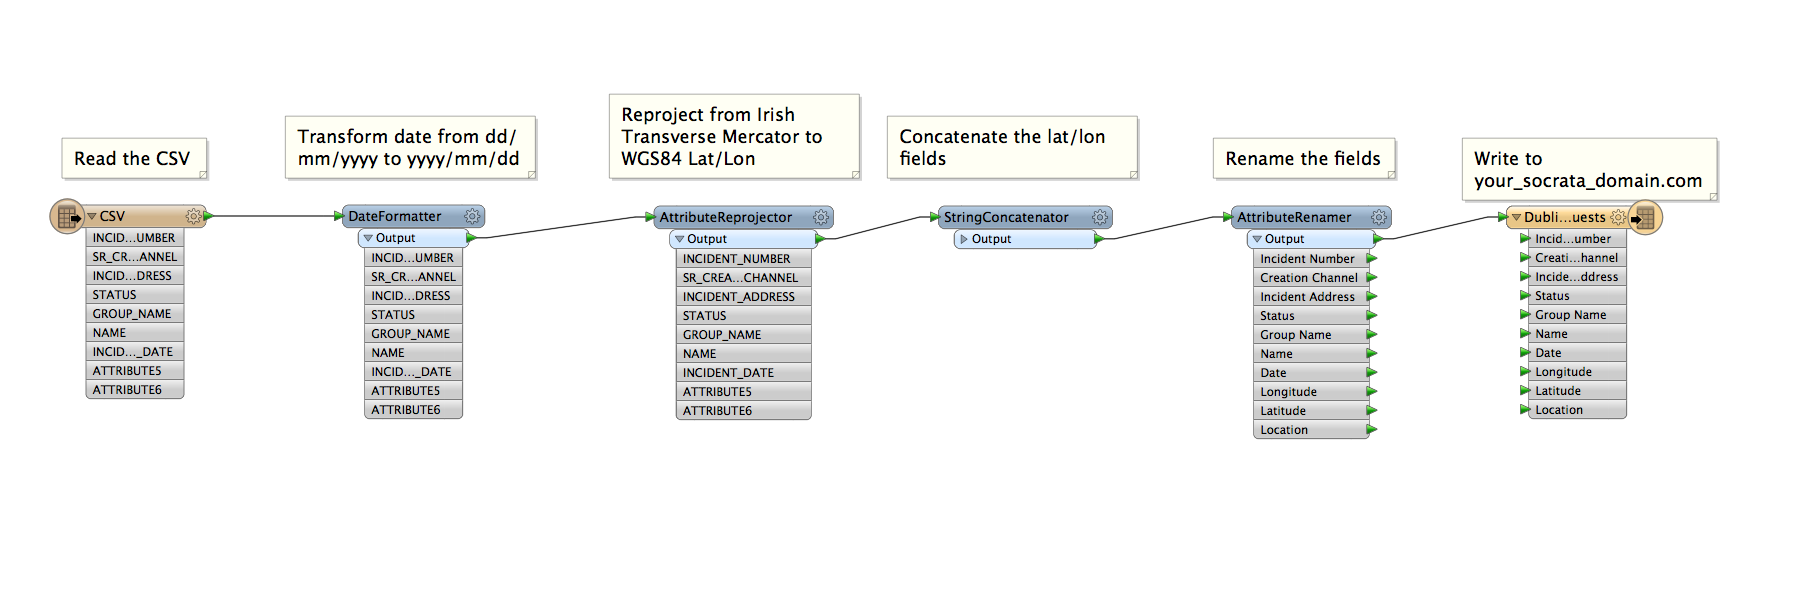 Read the CSV
Transform date from dd/
mm/yyyy to yyyy/mm/dd
Reproject from Irish
Transverse Mercator to
WGS84 Lat/Lon
Concatenate the lat/lon
fields
Rename the fields
Write to
your_socrata_domain.com
CSV
INCID...UMBER
SR_CR...ANNEL
INCID...DRESS
STATUS
GROUP_NAME
NAME
INCID..._DATE
ATTRIBUTE5
ATTRIBUTE6
DateFormatter
Output
INCID...UMBER
SR_CR...ANNEL
INCID...DRESS
STATUS
GROUP_NAME
NAME
INCID..._DATE
ATTRIBUTE5
ATTRIBUTE6
AttributeReprojector
Output
INCIDENT_NUMBER
SR_CREA...CHANNEL
INCIDENT_ADDRESS
STATUS
GROUP_NAME
NAME
INCIDENT_DATE
ATTRIBUTE5
ATTRIBUTE6
StringConcatenator
Output
AttributeRenamer
Output
Incident Number
Creation Channel
Incident Address
Status
Group Name
Name
Date
Longitude
Latitude
Location
Dubli...uests
Incid...umber
Creati...hannel
Incide...ddress
Status
Group Name
Name
Date
Longitude
Latitude
Location